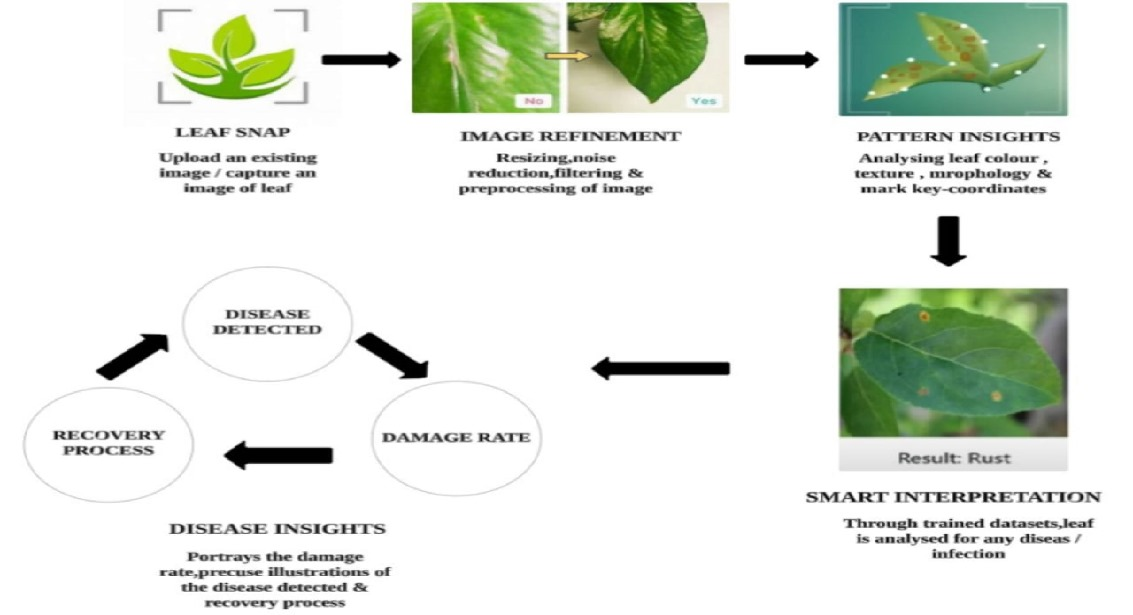 LEAF SNAP
Upload an existing
image / capture an
image of leaf
No
Yes
IMAGE REFINEMENT
Resizing,noise
reduction,filtering &
preprocessing of image
PATTERN INSIGHTS
Analysing leaf colour ,
texture , mrophology &
mark key-coordinates
Result: Rust
SMART INTERPRETATION
Through trained datasets,leaf
is analysed for any diseas /
infection
DISEASE
DETECTED
DAMAGE RATE
RECOVERY
PROCESS
DISEASE INSIGHTS
Portrays the damage
rate,precuse illustrations of
the disease detected &
recovery process